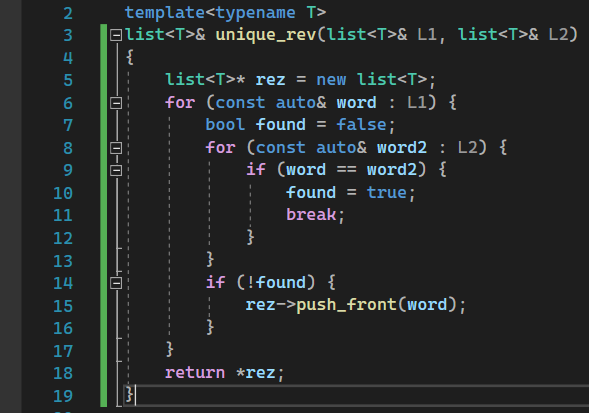 2 template<typename T>
3 list<T>& unique_rev(list<T>& L1, list<T>& L2)
4 {
5     list<T>* rez = new list<T>;
6     for (const auto& word : L1) {
7         bool found = false;
8         for (const auto& word2 : L2) {
9             if (word == word2) {
10                 found = true;
11                 break;
12             }
13         }
14         if (!found) {
15             rez->push_front(word);
16         }
17     }
18     return *rez;
19 }